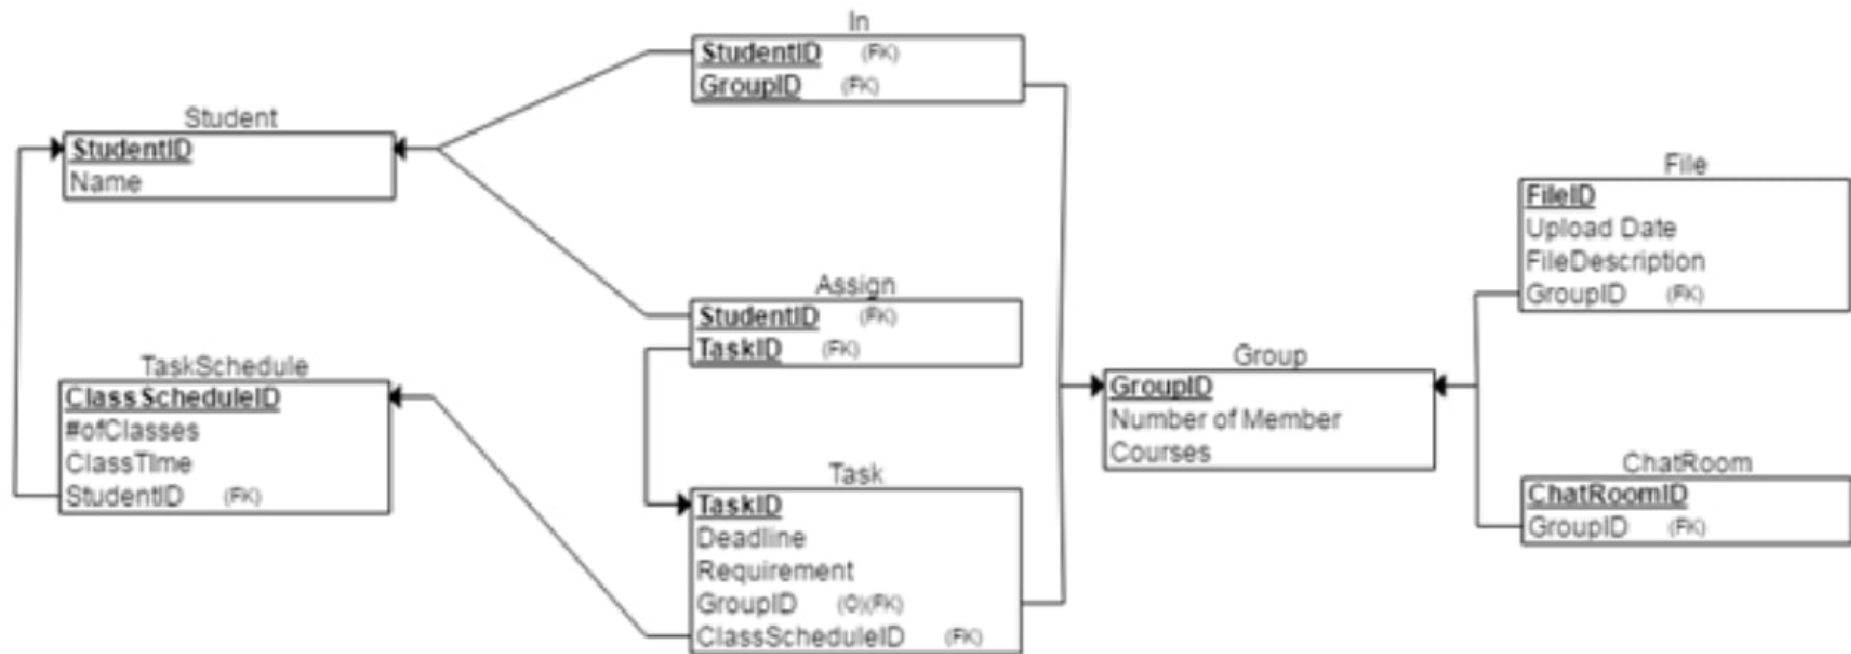 In
StudentID (FK)
GroupID (FK)
Student
StudentID
Name
Assign
StudentID (FK)
TaskID (FK)
TaskSchedule
ClassScheduleID
#ofClasses
ClassTIme
StudentID (FK)
Task
TaskID
Deadline
Requirement
GroupID (O)(FK)
ClassScheduleID (FK)
Group
GroupID
Number of Member
Courses
File
FileID
Upload Date
FileDescription
GroupID (FK)
ChatRoom
ChatRoomID
GroupID (FK)